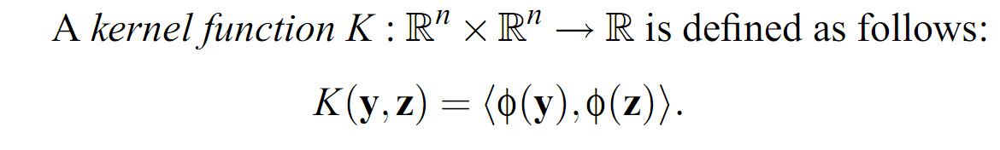 A kernel function K : ℝⁿ × ℝⁿ → ℝ is defined as follows:
K(y,z) = ⟨ϕ(y),ϕ(z)⟩.